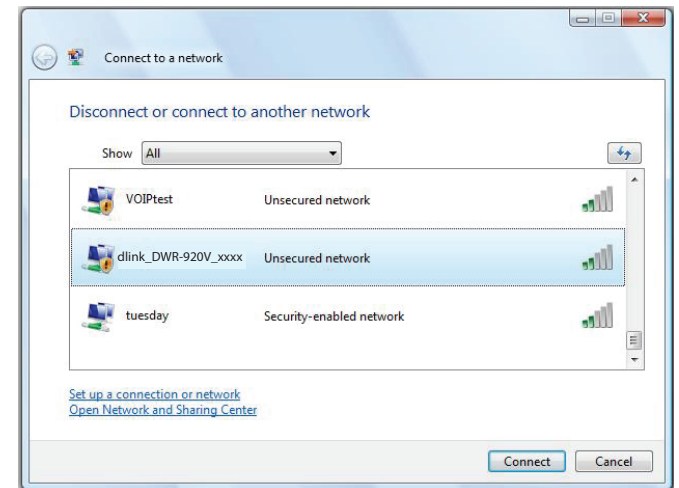 Connect to a network
Disconnect or connect to another network
Show All
VOIPtest Unsecured network
dlink_DWR-920V_xxxx Unsecured network
tuesday Security-enabled network
Set up a connection or network
Open Network and Sharing Center
Connect Cancel